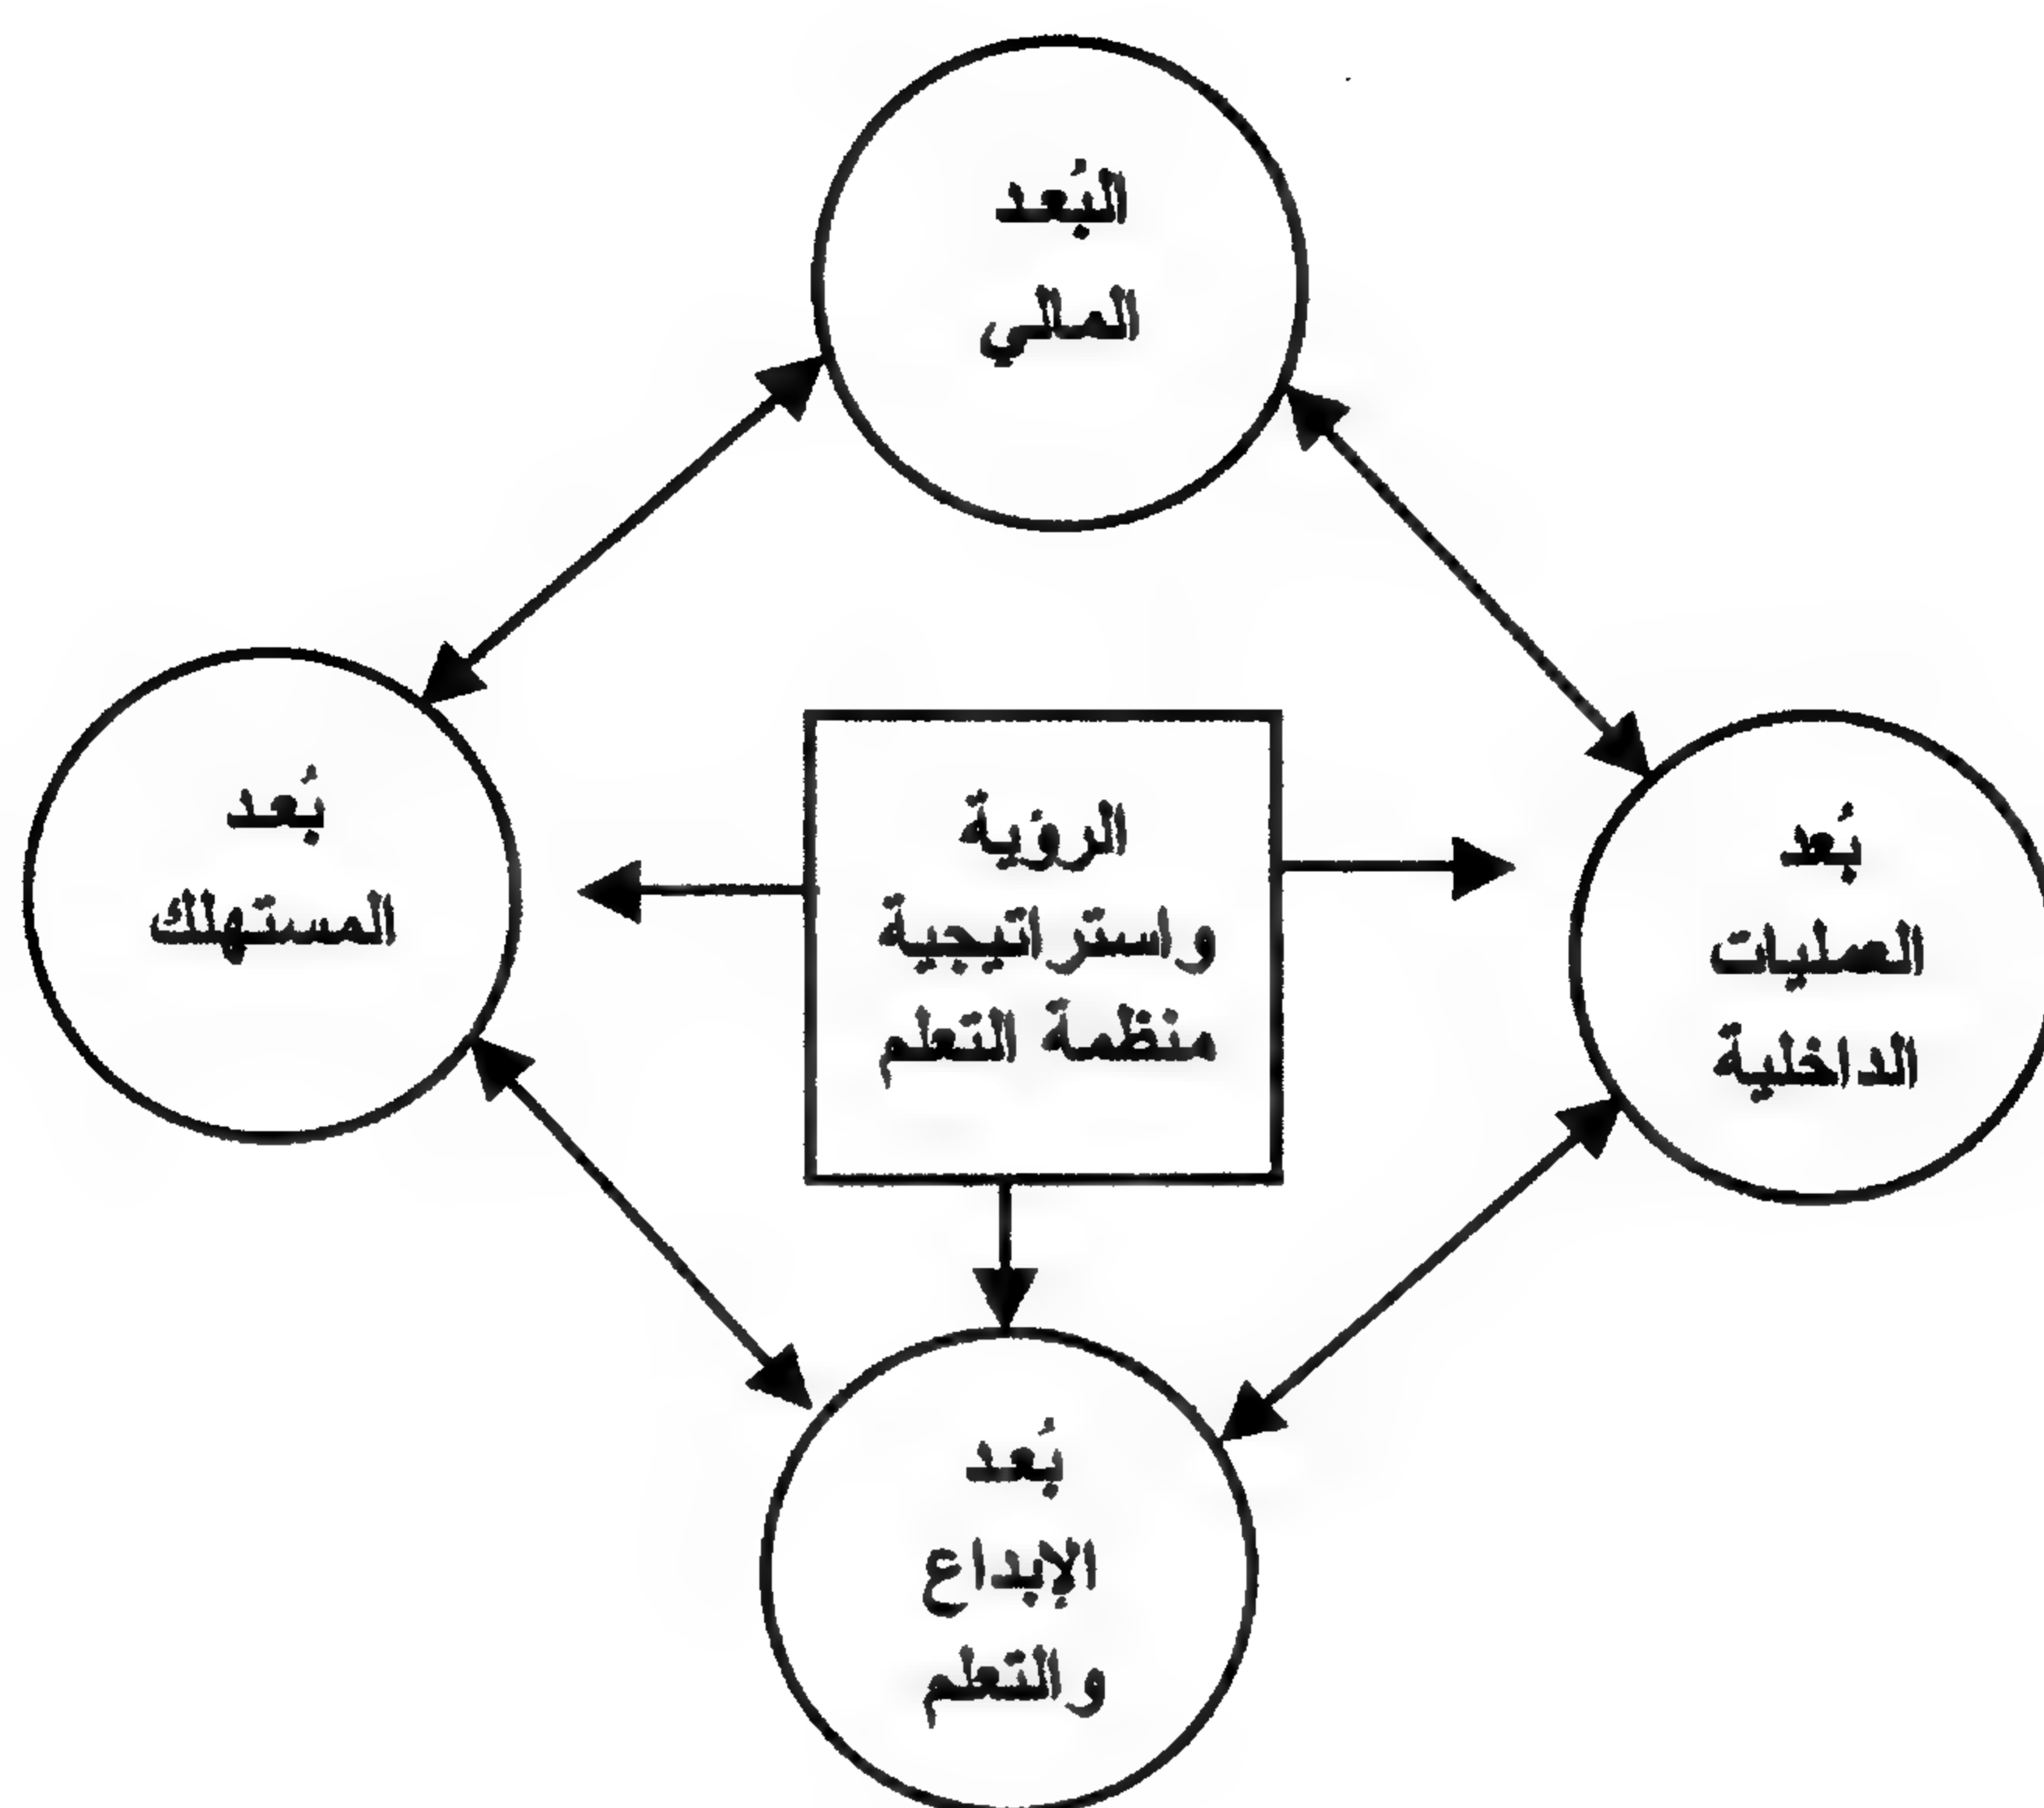 البُعد
المالي
بُعد
العمليات
الداخلية
الرؤية
واستراتيجية
منظمة التعلم
بُعد
المستهلك
بُعد
الإبداع
والتعلم